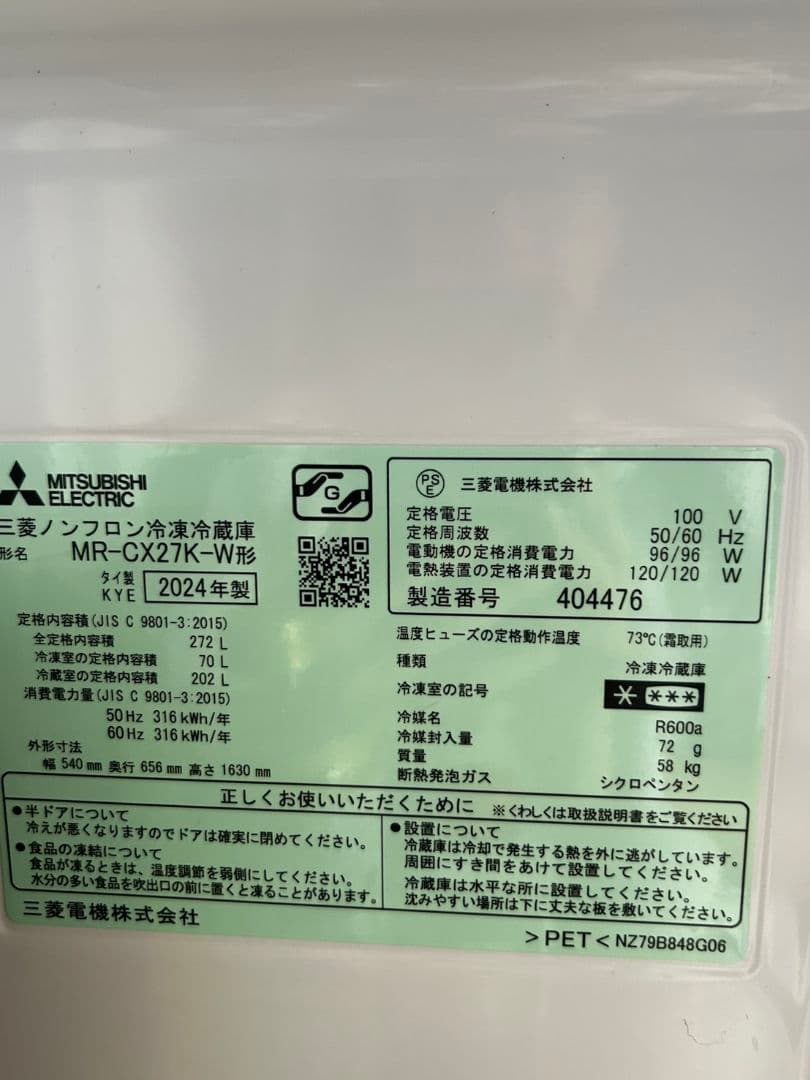 MITSUBISHI
ELECTRIC
三菱ノンフロン冷凍冷蔵庫
形名 MR-CX27K-W形
タイ製
KYE 2024年製
定格内容積(JIS C 9801-3:2015)
全定格内容積 272 L
冷凍室の定格内容積 70 L
冷蔵室の定格内容積 202 L
消費電力量(JIS C 9801-3:2015)
50Hz 316kWh/年
60Hz 316kWh/年
外形寸法
幅 540 mm 奥行 656 mm 高さ 1630 mm
G
PS
E
三菱電機株式会社
定格電圧 100 V
定格周波数 50/60 Hz
電動機の定格消費電力 96/96 W
電熱装置の定格消費電力 120/120 W
製造番号 404476
温度ヒューズの定格動作温度 73℃(霜取用)
種類 冷凍冷蔵庫
冷凍室の記号 * ***
冷媒名 R600a
冷媒封入量 72 g
質量 58 kg
断熱発泡ガス シクロペンタン
正しくお使いいただくために ※くわしくは取扱説明書をご覧ください
●半ドアについて
冷えが悪くなりますのでドアは確実に閉めてください。
●食品の凍結について
食品が凍るときは、温度調節を弱側にしてください。
水分の多い食品を吹出口の前に置くと凍ることがあります。
●設置について
冷蔵庫は冷却で発生する熱を外に逃がしています。
周囲にすき間をあけて設置してください。
冷蔵庫は水平な所に設置してください。
沈みやすい場所は下に丈夫な板を敷いてください。
三菱電機株式会社
>PET< NZ79B848G06